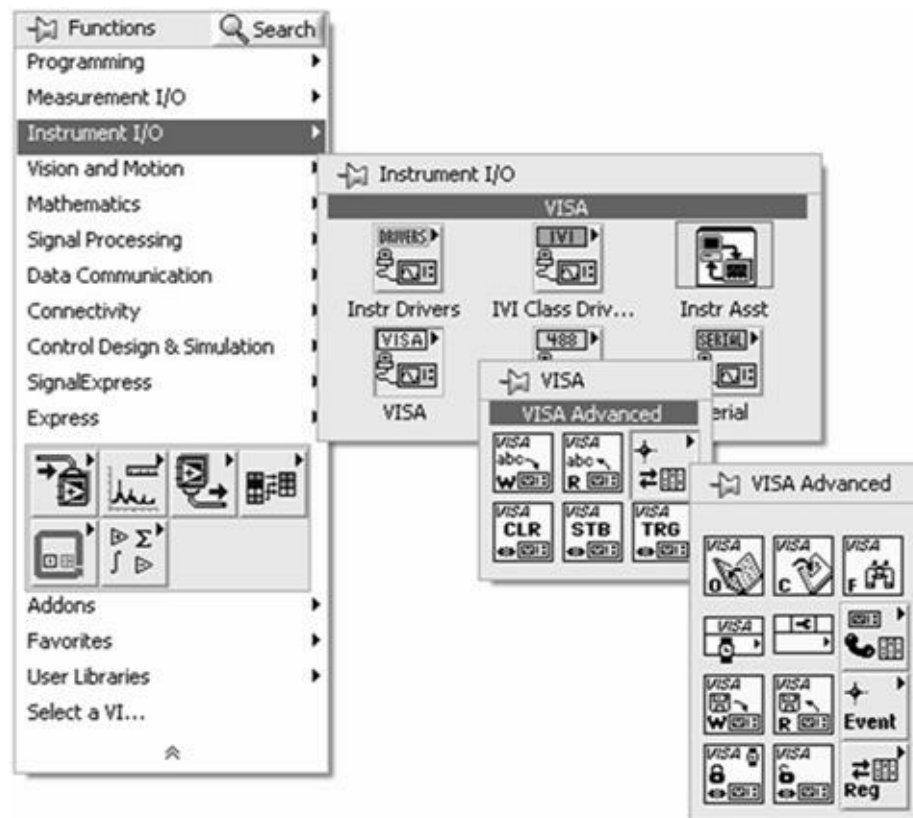 Functions
Search
Programming
Measurement I/O
Instrument I/O
Vision and Motion
Mathematics
Signal Processing
Data Communication
Connectivity
Control Design & Simulation
SignalExpress
Express
Addons
Favorites
User Libraries
Select a VI...
Instrument I/O
VISA
DRIVERS
IVI
Instr Drivers
IVI Class Driv...
Instr Asst
VISA
488
SERIAL
VISA
erial
VISA
VISA Advanced
VISA
abc
W
VISA
abc
R
VISA
CLR
VISA
STB
VISA
TRG
VISA Advanced
VISA
O
VISA
C
VISA
F
VISA
VISA
W
VISA
R
Event
VISA
VISA
Reg